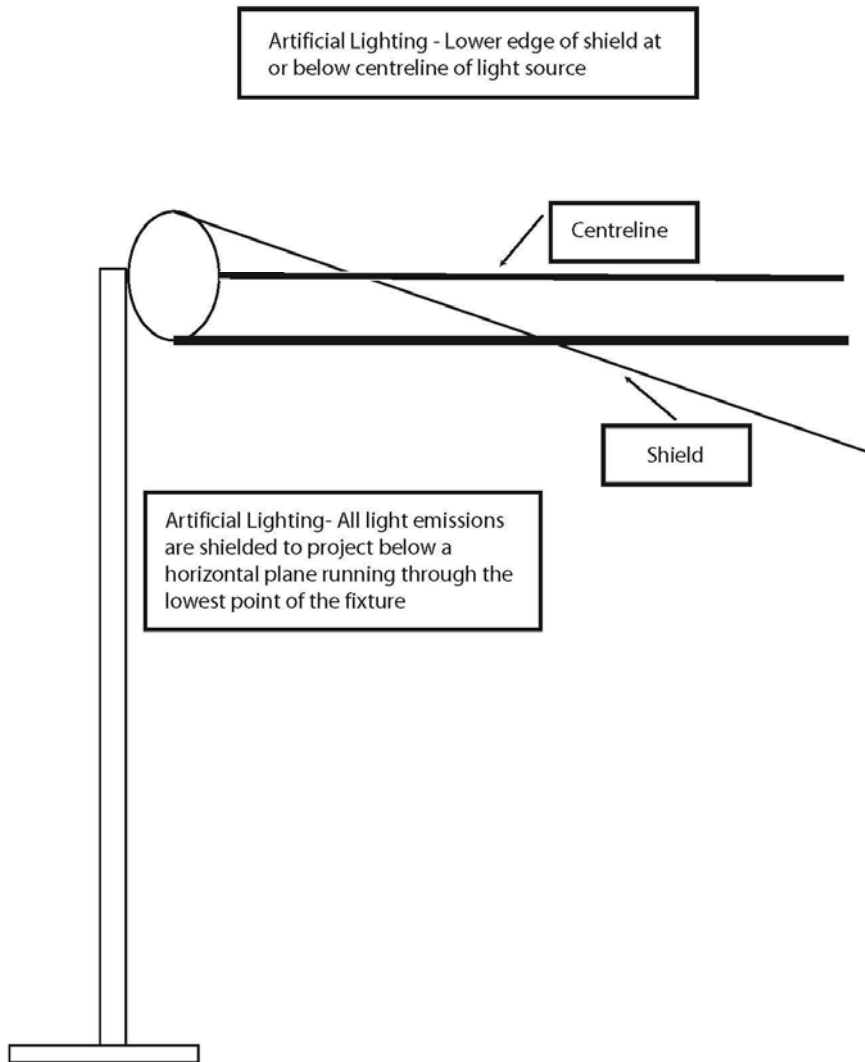 Artificial Lighting - Lower edge of shield at
or below centreline of light source
Centreline
Shield
Artificial Lighting- All light emissions
are shielded to project below a
horizontal plane running through the
lowest point of the fixture